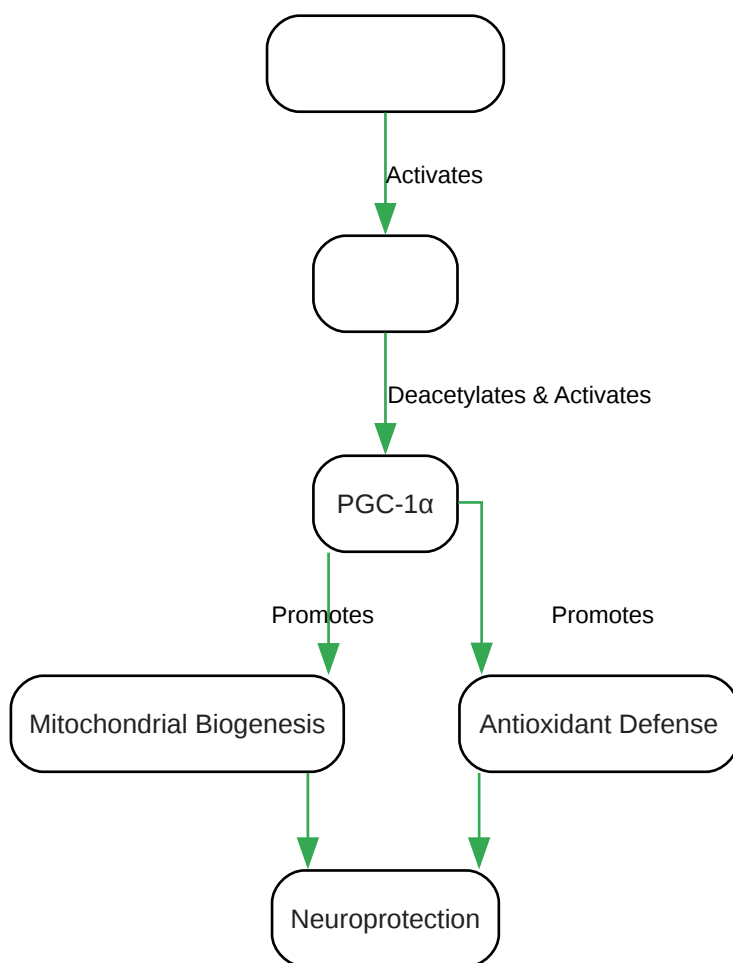 Activates
Deacetylates & Activates
PGC-1α
Promotes
Promotes
Mitochondrial Biogenesis
Antioxidant Defense
Neuroprotection